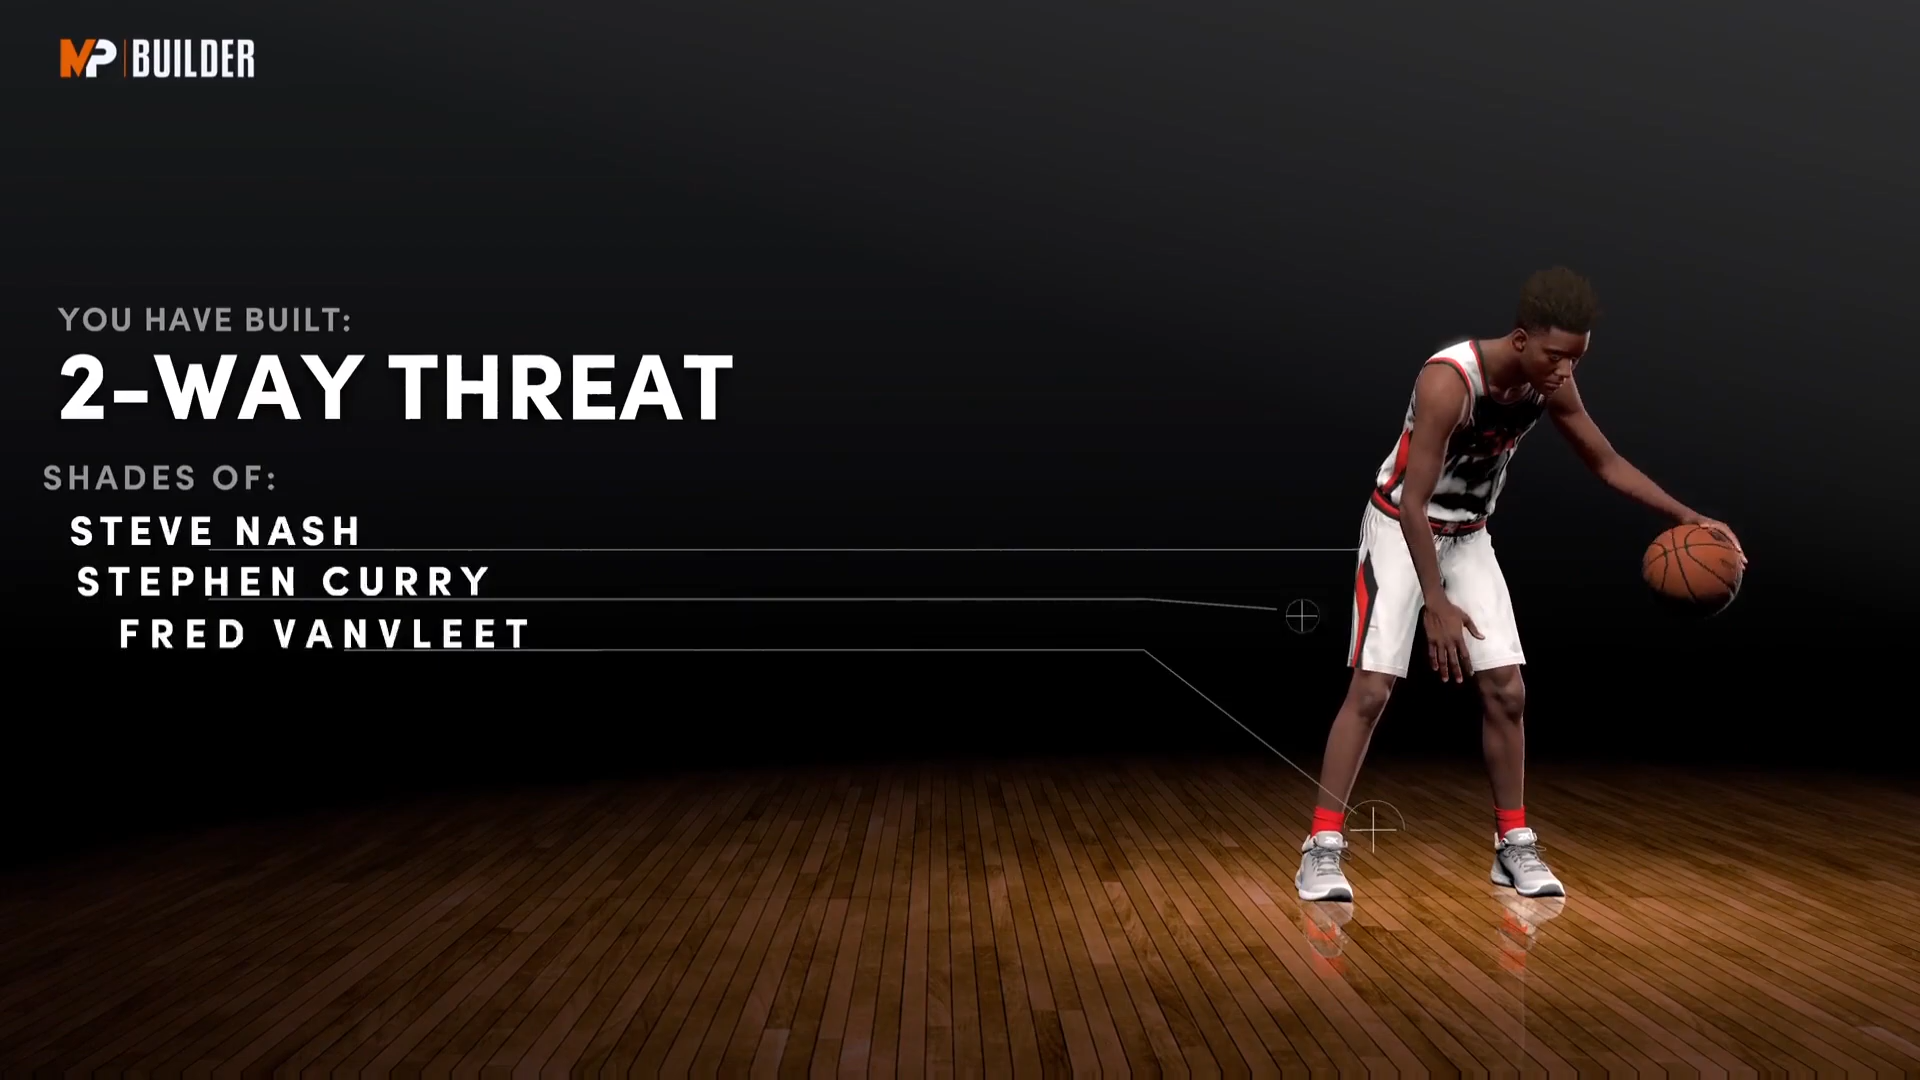 MP | BUILDER
YOU HAVE BUILT:
2-WAY THREAT
SHADES OF:
STEVE NASH
STEPHEN CURRY
FRED VANVLEET